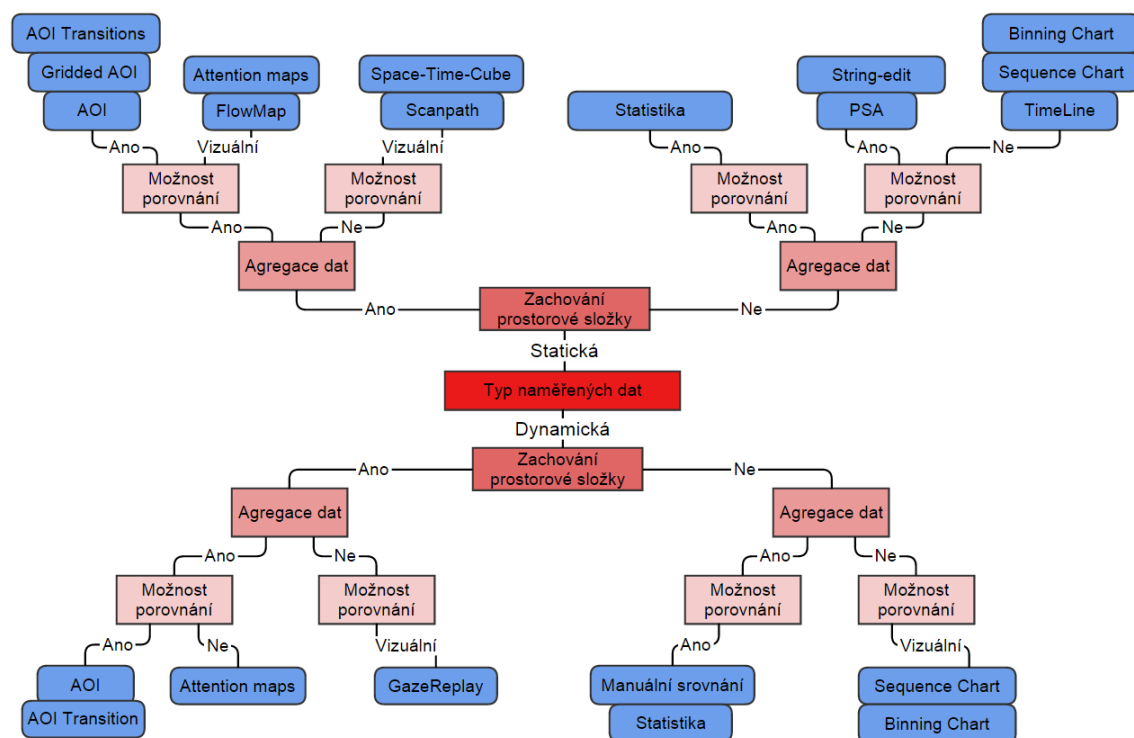 AOI Transitions
Binning Chart
Gridded AOI
Attention maps
Space-Time-Cube
String-edit
Sequence Chart
AOI
FlowMap
Scanpath
Statistika
PSA
TimeLine
Ano
Vizuální
Vizuální
Ano
Ano
Ne
Možnost
porovnání
Možnost
porovnání
Možnost
porovnání
Možnost
porovnání
Ano
Ne
Ano
Ne
Agregace dat
Agregace dat
Ano
Zachování
prostorové složky
Ne
Statická
Typ naměřených dat
Dynamická
Ano
Zachování
prostorové složky
Ne
Agregace dat
Agregace dat
Ano
Ne
Ano
Ne
Možnost
porovnání
Možnost
porovnání
Možnost
porovnání
Možnost
porovnání
Ano
Ne
Vizuální
Ano
Vizuální
AOI
Attention maps
GazeReplay
Manuální srovnání
Sequence Chart
AOI Transition
Statistika
Binning Chart